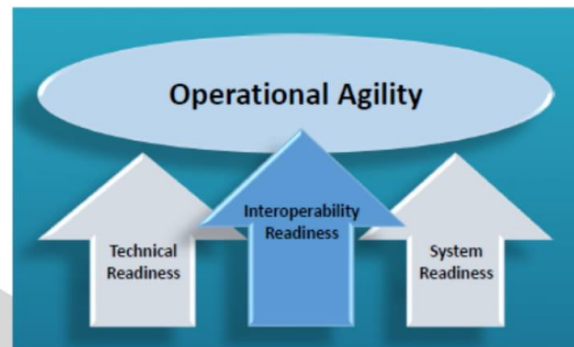 Operational Agility
Interoperability
Readiness
Technical
Readiness
System
Readiness